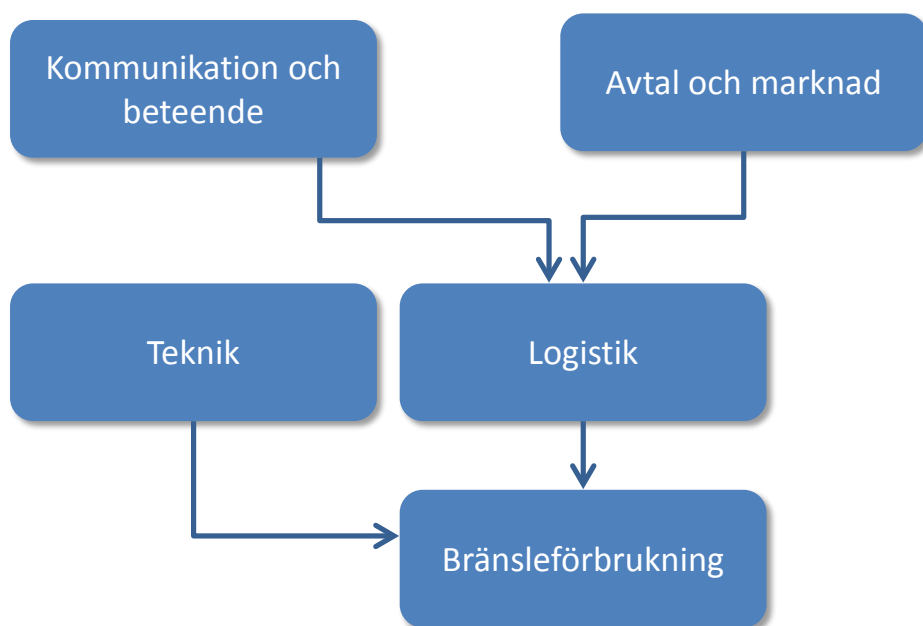 Kommunikation och
beteende
Avtal och marknad
Teknik
Logistik
Bränsleförbrukning